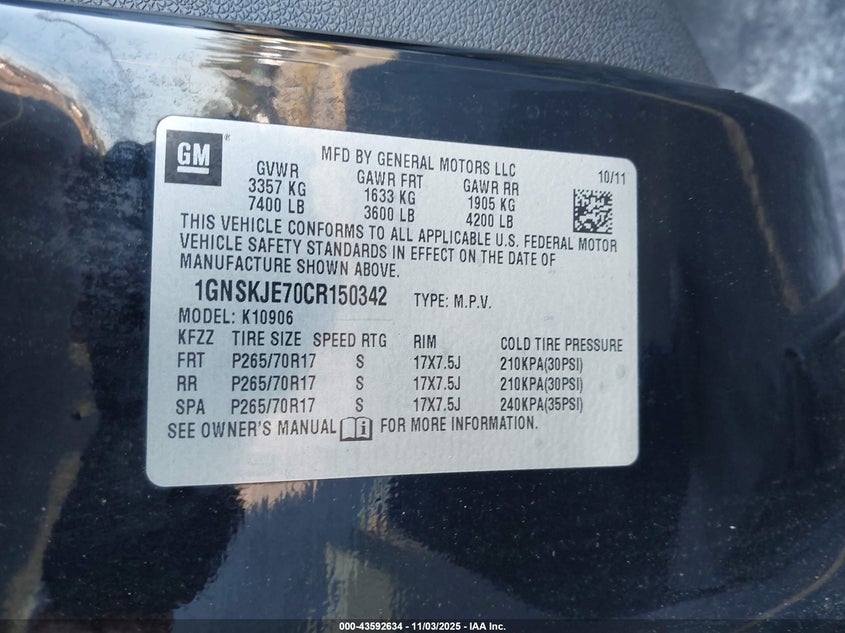 GM ®
MFD BY GENERAL MOTORS LLC
10/11
GVWR GAWR FRT GAWR RR
3357 KG 1633 KG 1905 KG
7400 LB 3600 LB 4200 LB
THIS VEHICLE CONFORMS TO ALL APPLICABLE U.S. FEDERAL MOTOR
VEHICLE SAFETY STANDARDS IN EFFECT ON THE DATE OF
MANUFACTURE SHOWN ABOVE.
1GNSKJE70CR150342 TYPE: M.P.V.
MODEL: K10906
KFZZ TIRE SIZE SPEED RTG RIM COLD TIRE PRESSURE
FRT P265/70R17 S 17X7.5J 210KPA(30PSI)
RR P265/70R17 S 17X7.5J 210KPA(30PSI)
SPA P265/70R17 S 17X7.5J 240KPA(35PSI)
SEE OWNER'S MANUAL i FOR MORE INFORMATION.
000-43592634 | 11/03/2025 - IAA Inc.